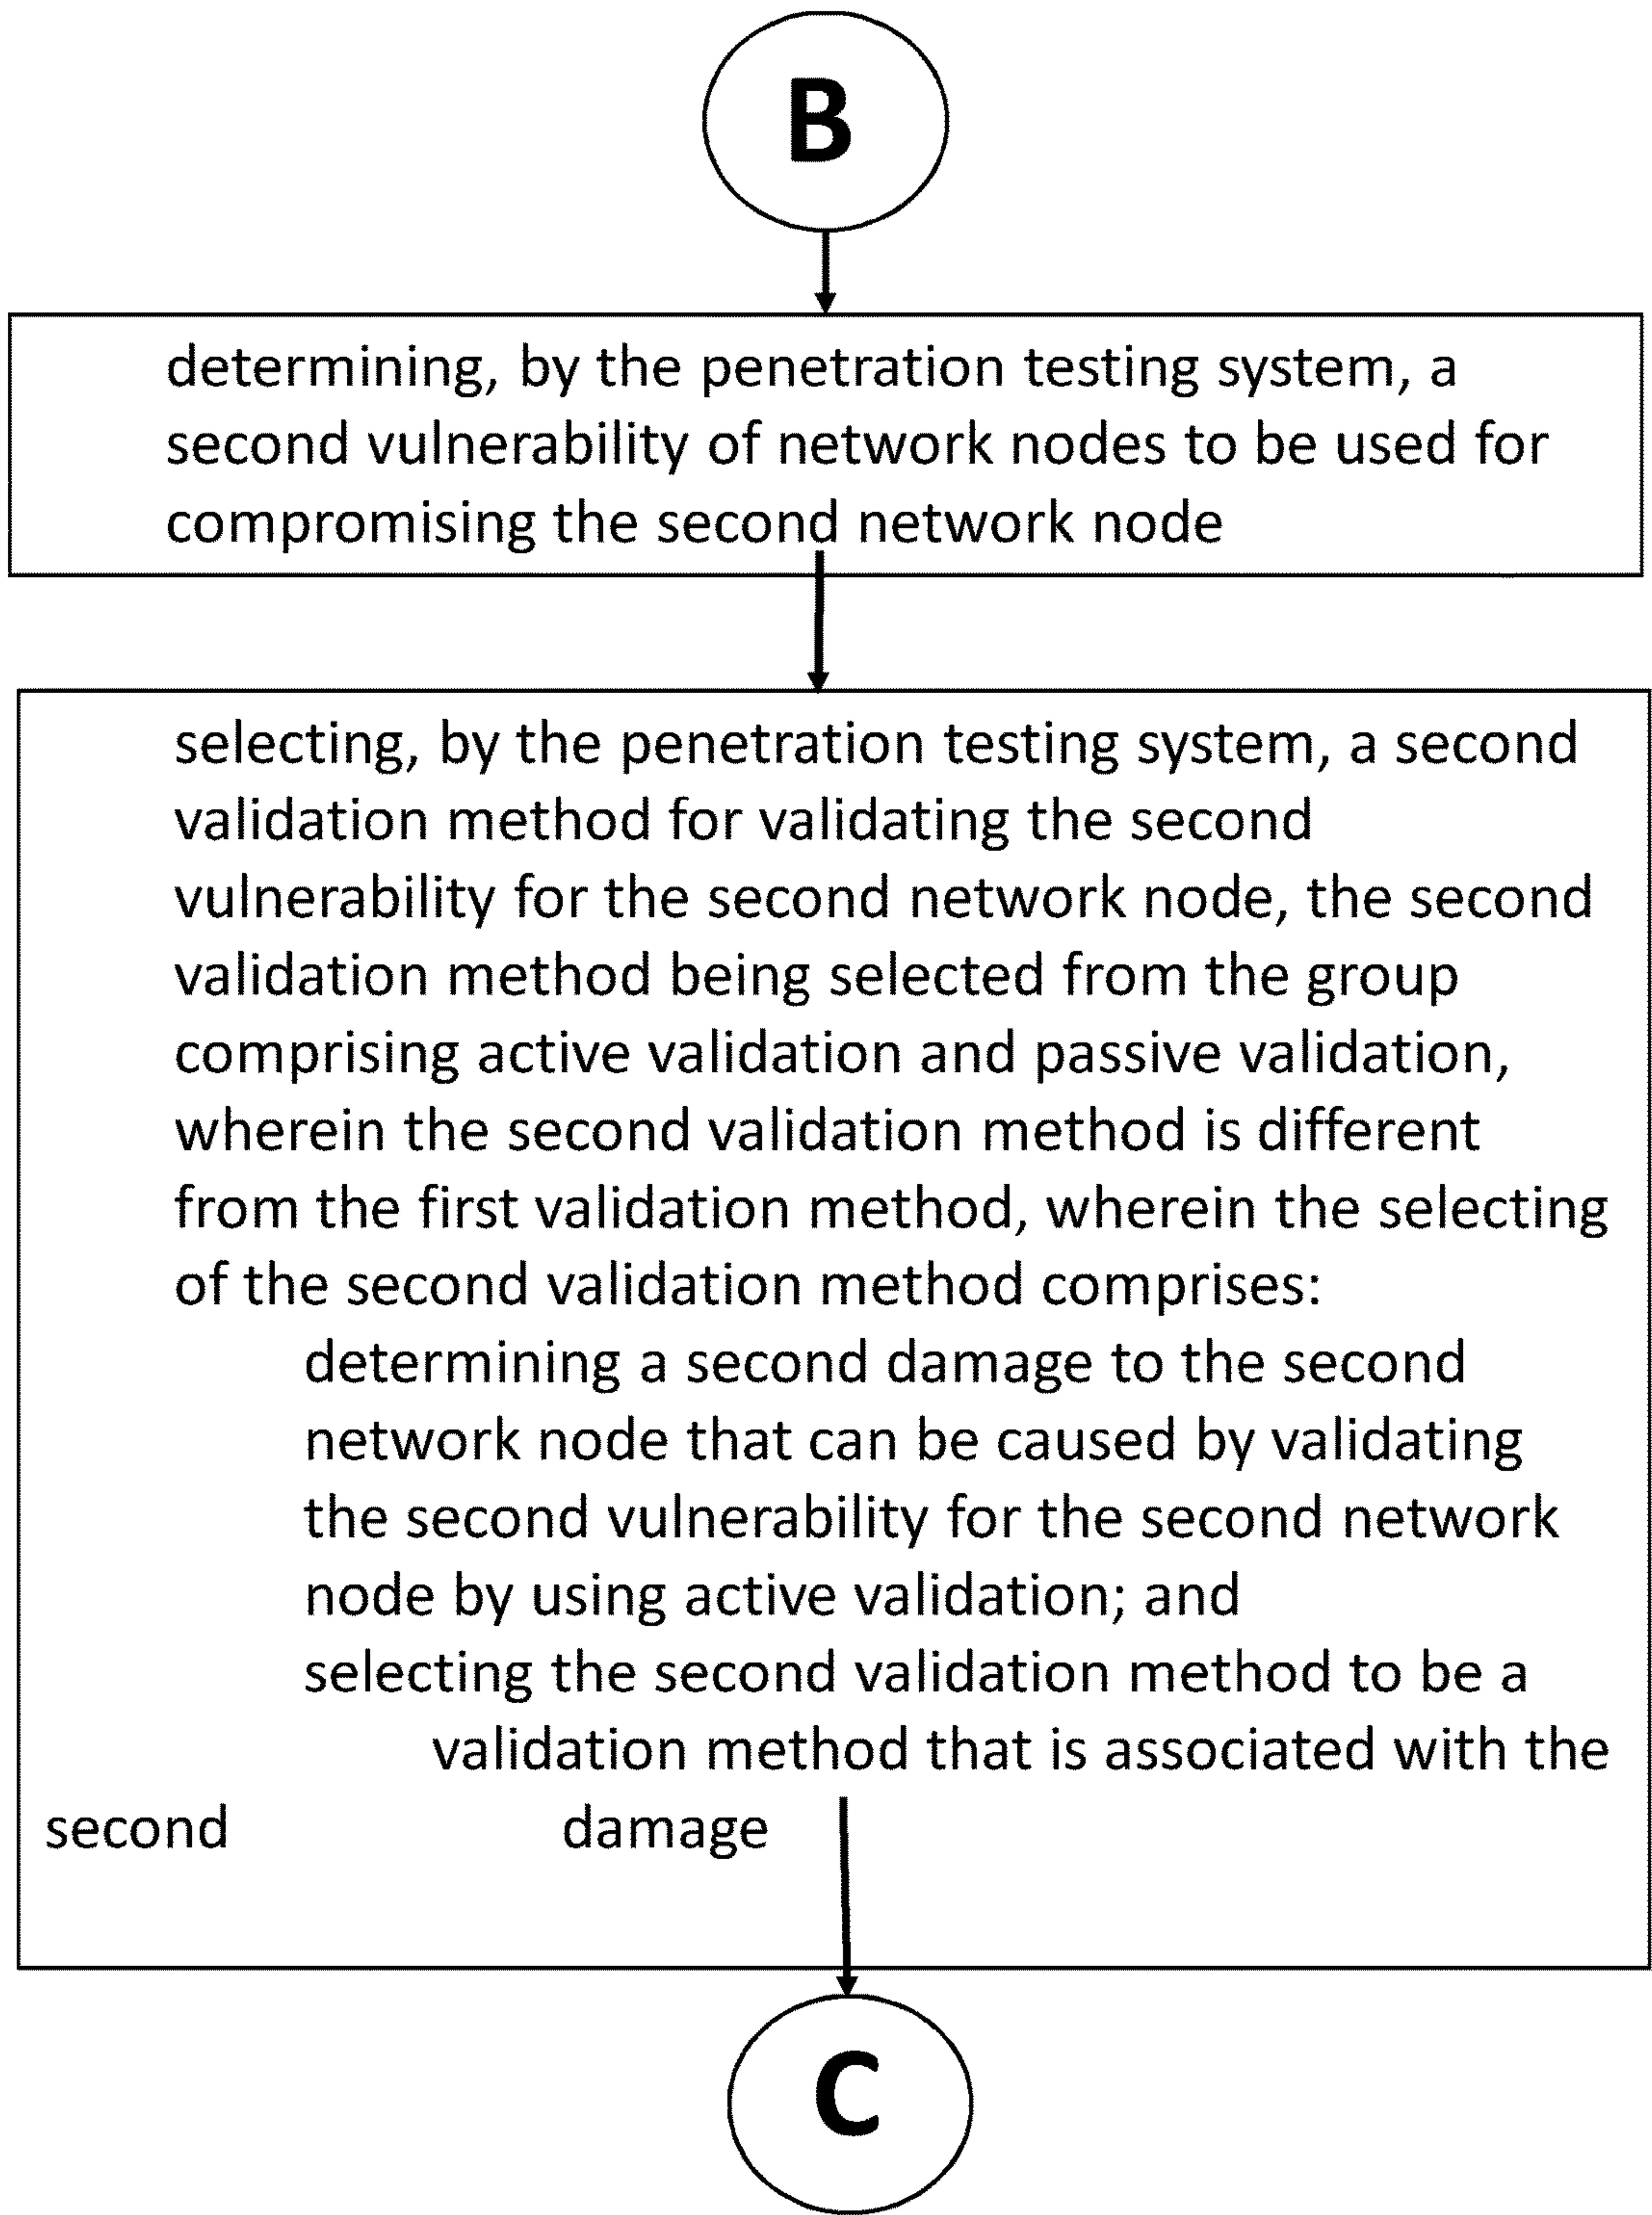 B
determining, by the penetration testing system, a
second vulnerability of network nodes to be used for
compromising the second network node
selecting, by the penetration testing system, a second
validation method for validating the second
vulnerability for the second network node, the second
validation method being selected from the group
comprising active validation and passive validation,
wherein the second validation method is different
from the first validation method, wherein the selecting
of the second validation method comprises:
determining a second damage to the second
network node that can be caused by validating
the second vulnerability for the second network
node by using active validation; and
selecting the second validation method to be a
validation method that is associated with the
second damage
C